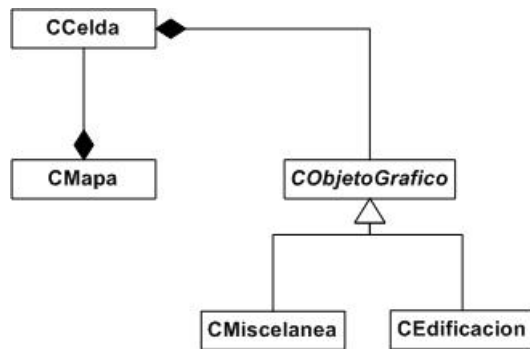 CCelda
CMapa
CObjetoGrafico
CMiscelanea
CEdificacion